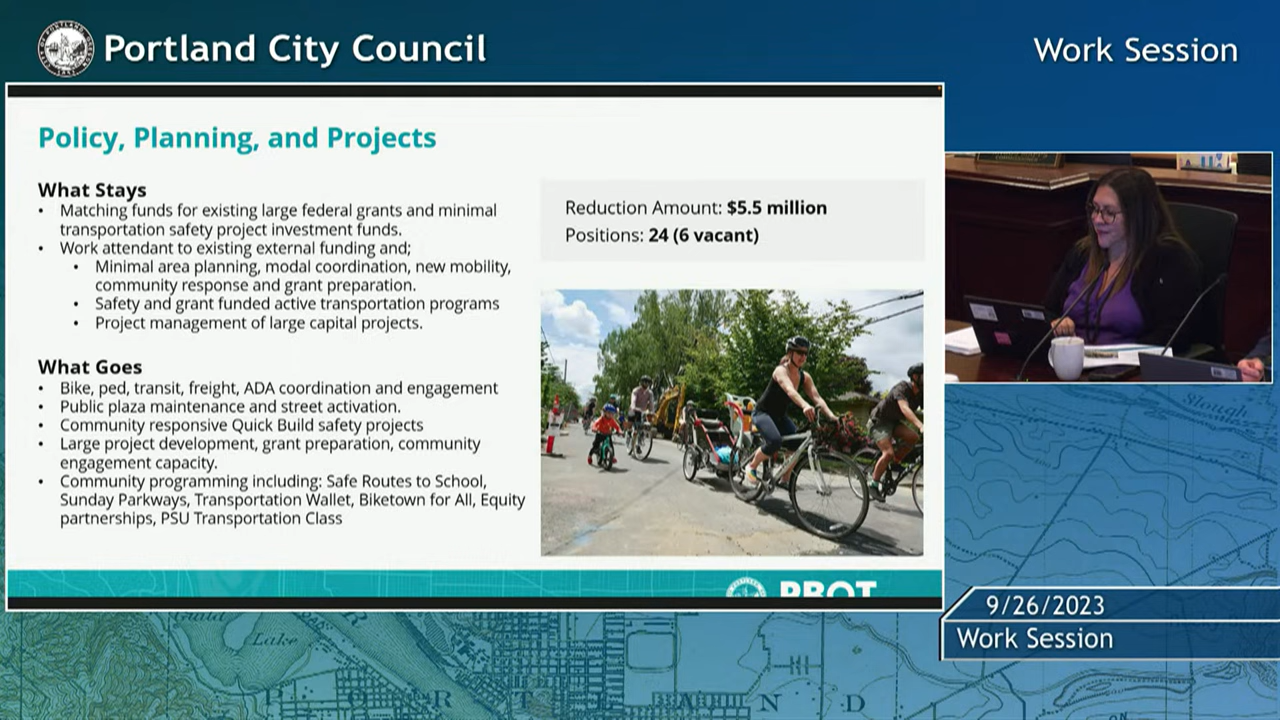 Portland City Council
Work Session
Policy, Planning, and Projects
What Stays
• Matching funds for existing large federal grants and minimal
transportation safety project investment funds.
• Work attendant to existing external funding and;
• Minimal area planning, modal coordination, new mobility,
community response and grant preparation.
• Safety and grant funded active transportation programs
• Project management of large capital projects.
What Goes
• Bike, ped, transit, freight, ADA coordination and engagement
• Public plaza maintenance and street activation.
• Community responsive Quick Build safety projects
• Large project development, grant preparation, community
engagement capacity.
• Community programming including: Safe Routes to School,
Sunday Parkways, Transportation Wallet, Biketown for All, Equity
partnerships, PSU Transportation Class
Reduction Amount: $5.5 million
Positions: 24 (6 vacant)
PBOT
9/26/2023
Work Session
Slough
Guild
Lake
P O R T L A N D